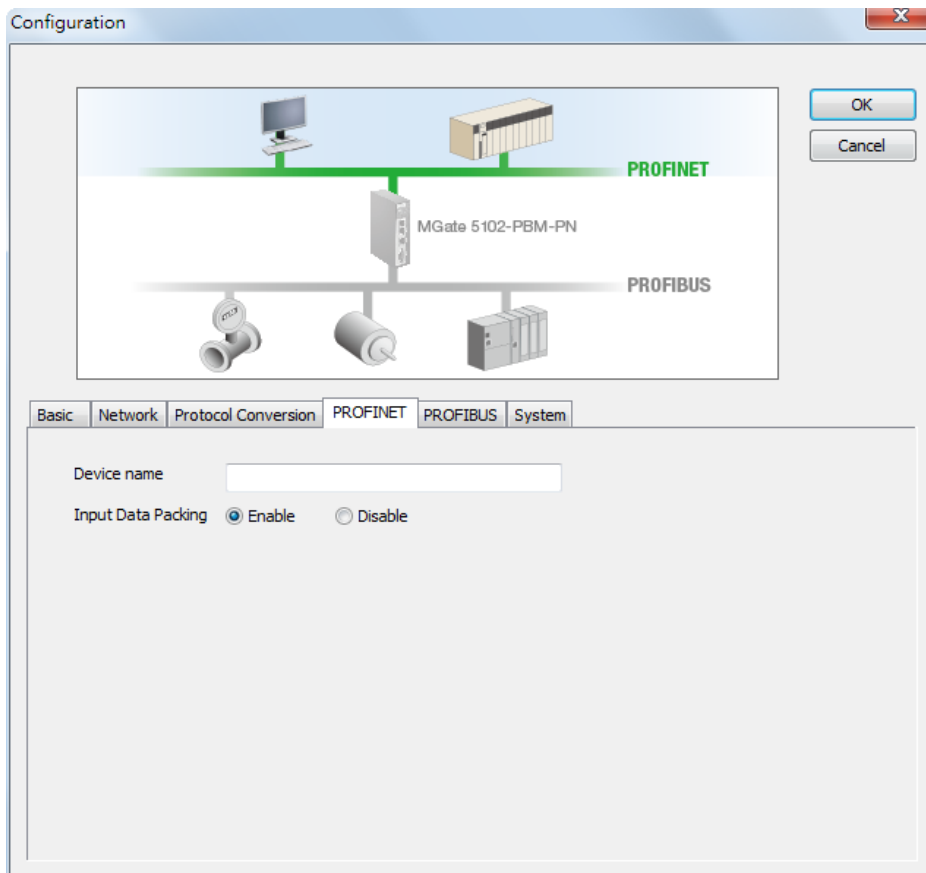 Configuration
OK
Cancel
PROFINET
MGate 5102-PBM-PN
PROFIBUS
Basic Network Protocol Conversion PROFINET PROFIBUS System
Device name
Input Data Packing Enable Disable